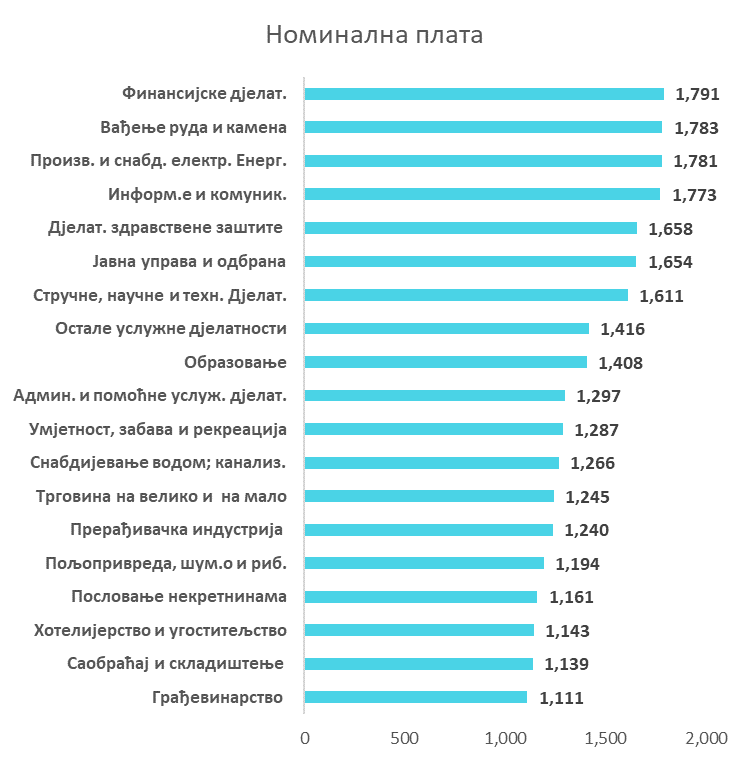 Номинална плата
Финансијске дјелат. 1,791
Вађење руда и камена 1,783
Произв. и снабд. електр. Енерг. 1,781
Информ.е и комуник. 1,773
Дјелат. здравствене заштите 1,658
Јавна управа и одбрана 1,654
Стручне, научне и техн. Дјелат. 1,611
Остале услужне дјелатности 1,416
Образовање 1,408
Админ. и помоћне услуж. дјелат. 1,297
Умјетност, забава и рекреација 1,287
Снабдијевање водом; канализ. 1,266
Трговина на велико и на мало 1,245
Прерађивачка индустрија 1,240
Пољопривреда, шум.о и риб. 1,194
Пословање некретнинама 1,161
Хотелијерство и угоститељство 1,143
Саобраћај и складиштење 1,139
Грађевинарство 1,111
0 500 1,000 1,500 2,000